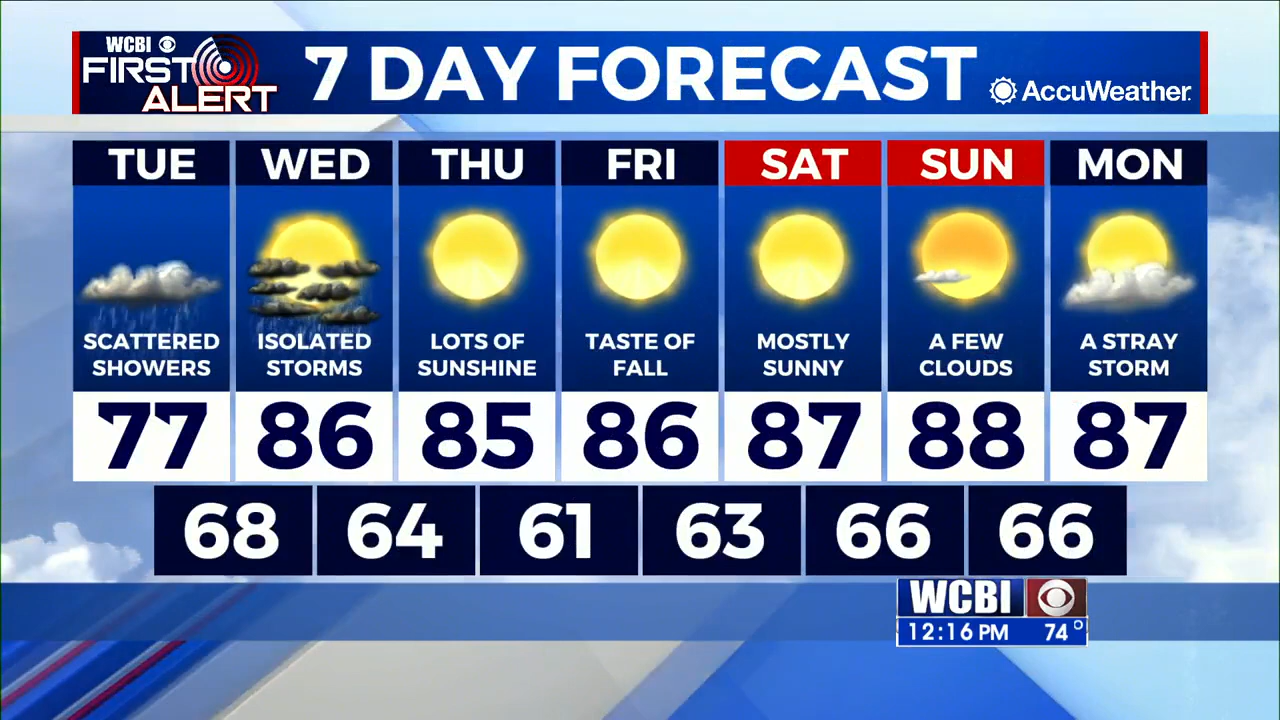 WCBI
FIRST
ALERT
7 DAY FORECAST
AccuWeather.
TUE WED THU FRI SAT SUN MON
SCATTERED SHOWERS
ISOLATED STORMS
LOTS OF SUNSHINE
TASTE OF FALL
MOSTLY SUNNY
A FEW CLOUDS
A STRAY STORM
77 86 85 86 87 88 87
68 64 61 63 66 66
WCBI
12:16 PM 74°